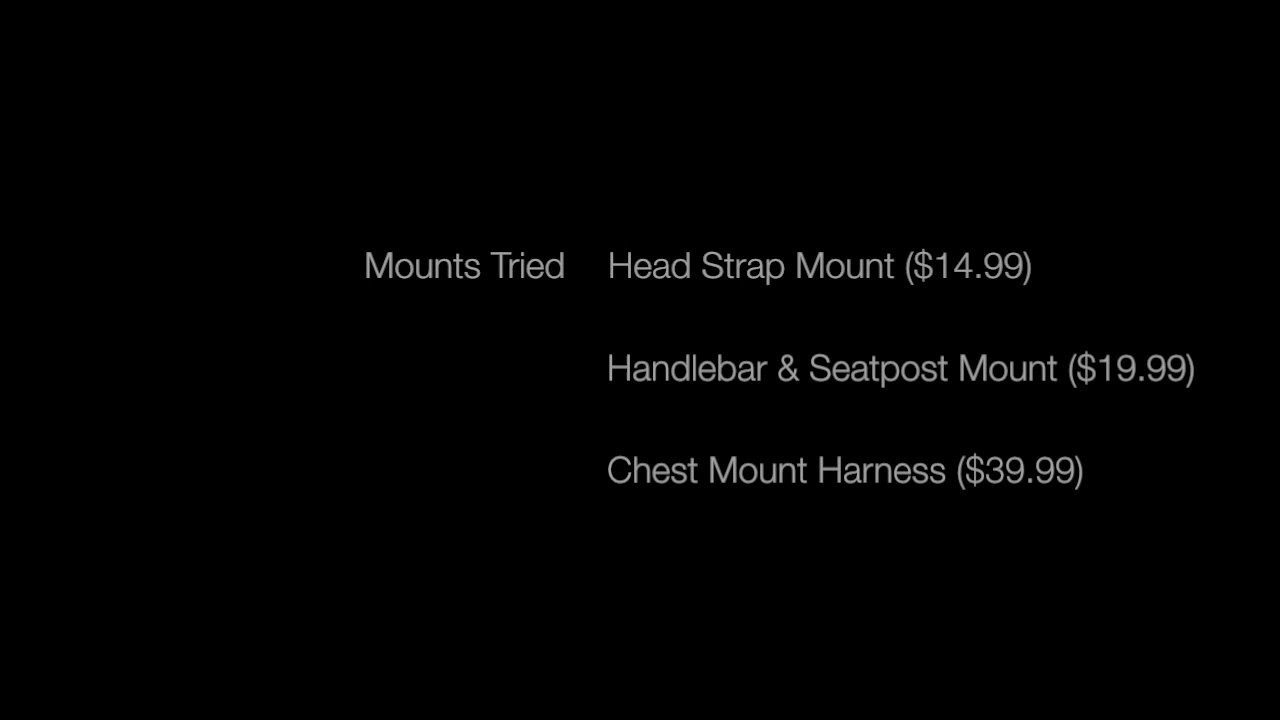 Mounts Tried Head Strap Mount ($14.99)
Handlebar & Seatpost Mount ($19.99)
Chest Mount Harness ($39.99)